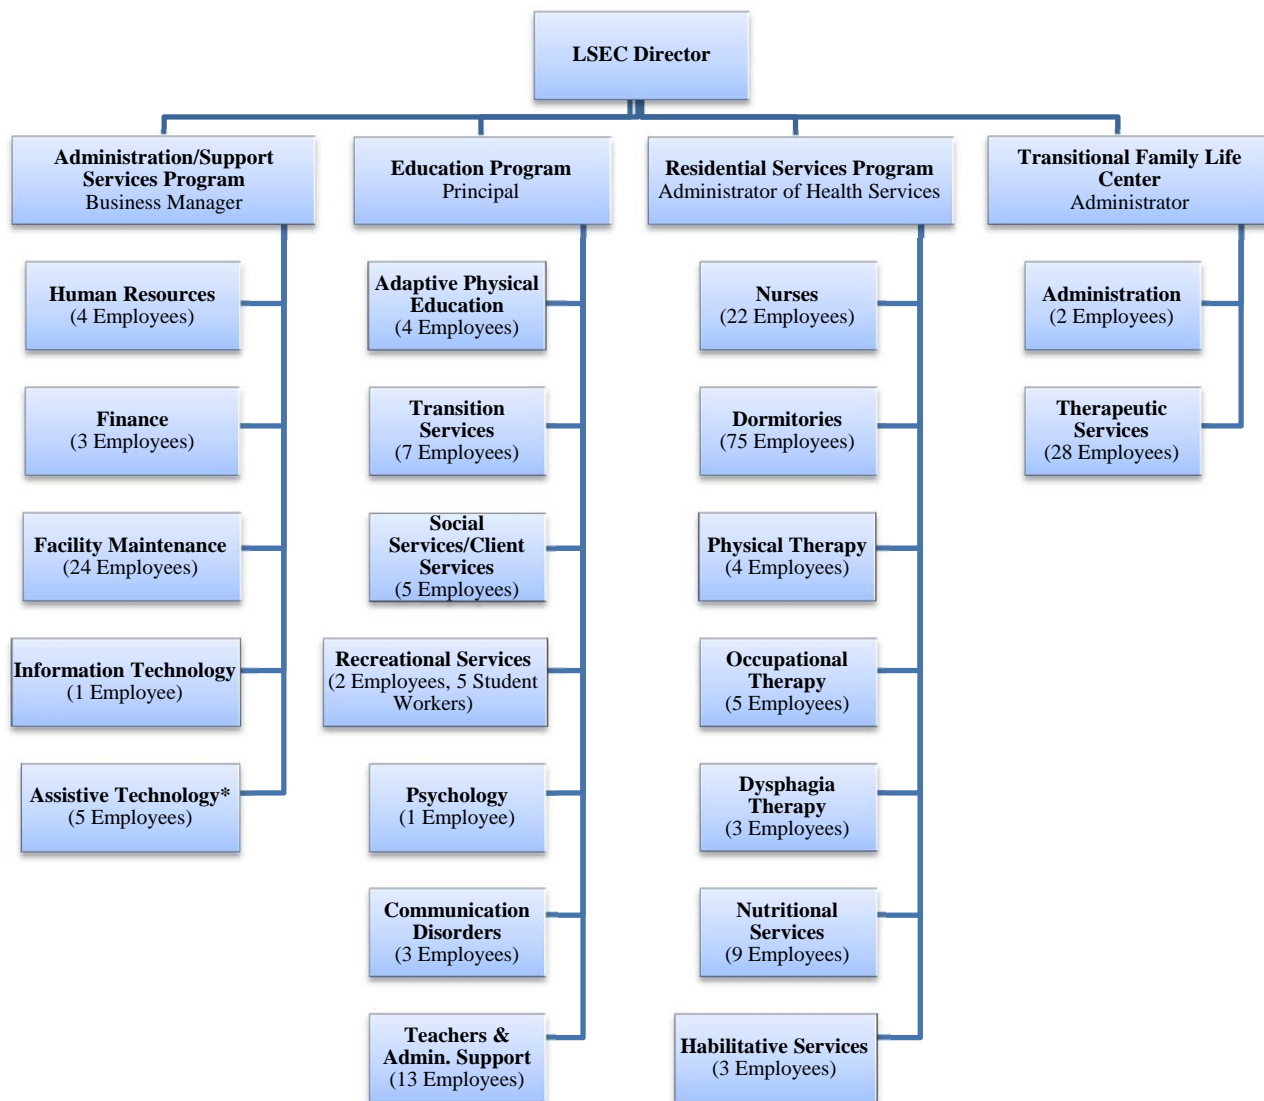 LSEC Director
Administration/Support
Services Program
Business Manager
Education Program
Principal
Residential Services Program
Administrator of Health Services
Transitional Family Life
Center
Administrator
Human Resources
(4 Employees)
Finance
(3 Employees)
Facility Maintenance
(24 Employees)
Information Technology
(1 Employee)
Assistive Technology*
(5 Employees)
Adaptive Physical
Education
(4 Employees)
Transition
Services
(7 Employees)
Social
Services/Client
Services
(5 Employees)
Recreational Services
(2 Employees, 5 Student
Workers)
Psychology
(1 Employee)
Communication
Disorders
(3 Employees)
Teachers &
Admin. Support
(13 Employees)
Nurses
(22 Employees)
Dormitories
(75 Employees)
Physical Therapy
(4 Employees)
Occupational
Therapy
(5 Employees)
Dysphagia
Therapy
(3 Employees)
Nutritional
Services
(9 Employees)
Habilitative Services
(3 Employees)
Administration
(2 Employees)
Therapeutic
Services
(28 Employees)